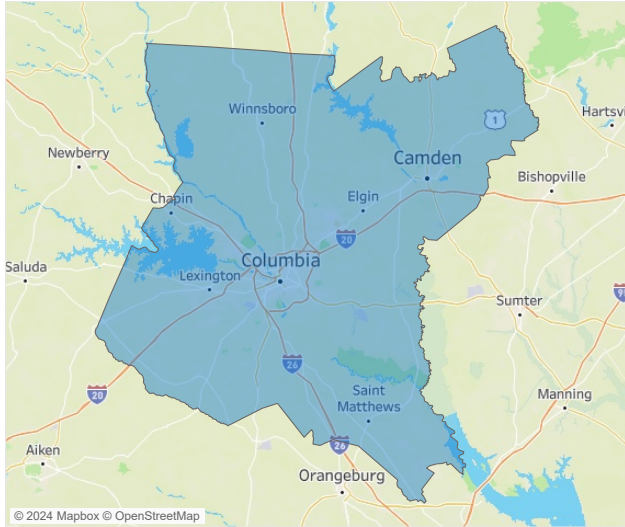 Winnsboro
1
Hartsv
Newberry
Camden
Bishopville
Chapin
Elgin
20
Columbia
Saluda
Lexington
Sumter
9
26
20
Saint
Matthews
Manning
Aiken
26
Orangeburg
© 2024 Mapbox © OpenStreetMap